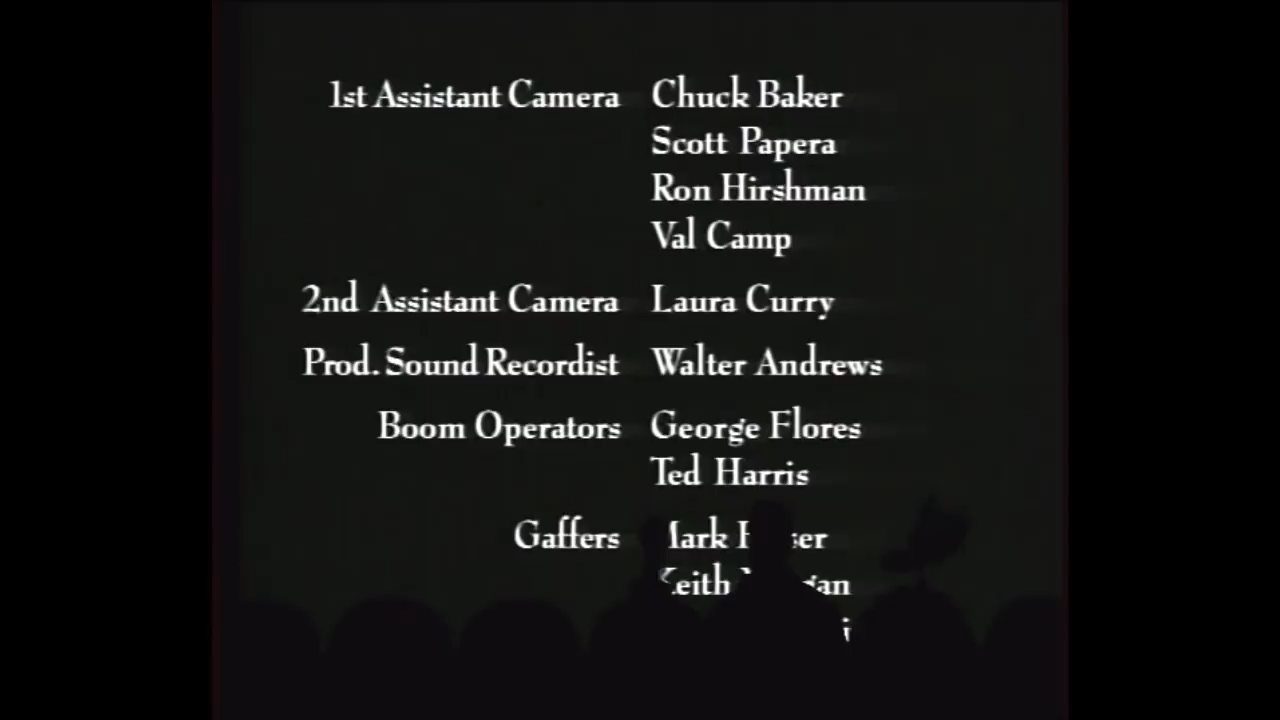 1st Assistant Camera Chuck Baker
Scott Papera
Ron Hirshman
Val Camp
2nd Assistant Camera Laura Curry
Prod. Sound Recordist Walter Andrews
Boom Operators George Flores
Ted Harris
Gaffers